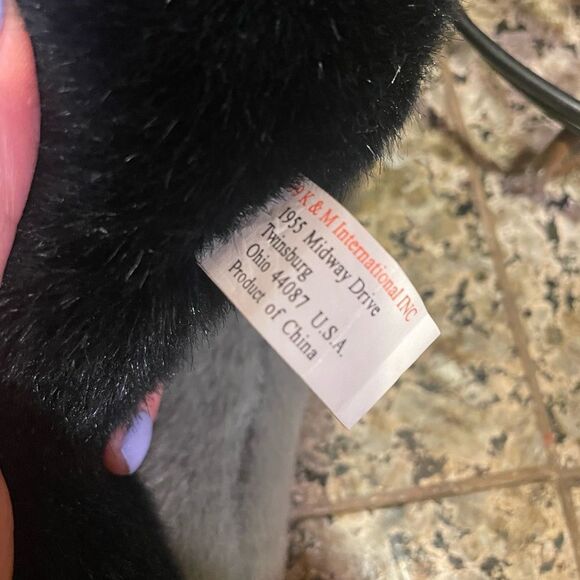 K & M International INC
1955 Midway Drive
Twinsburg
Ohio 44087 U.S.A.
Product of China